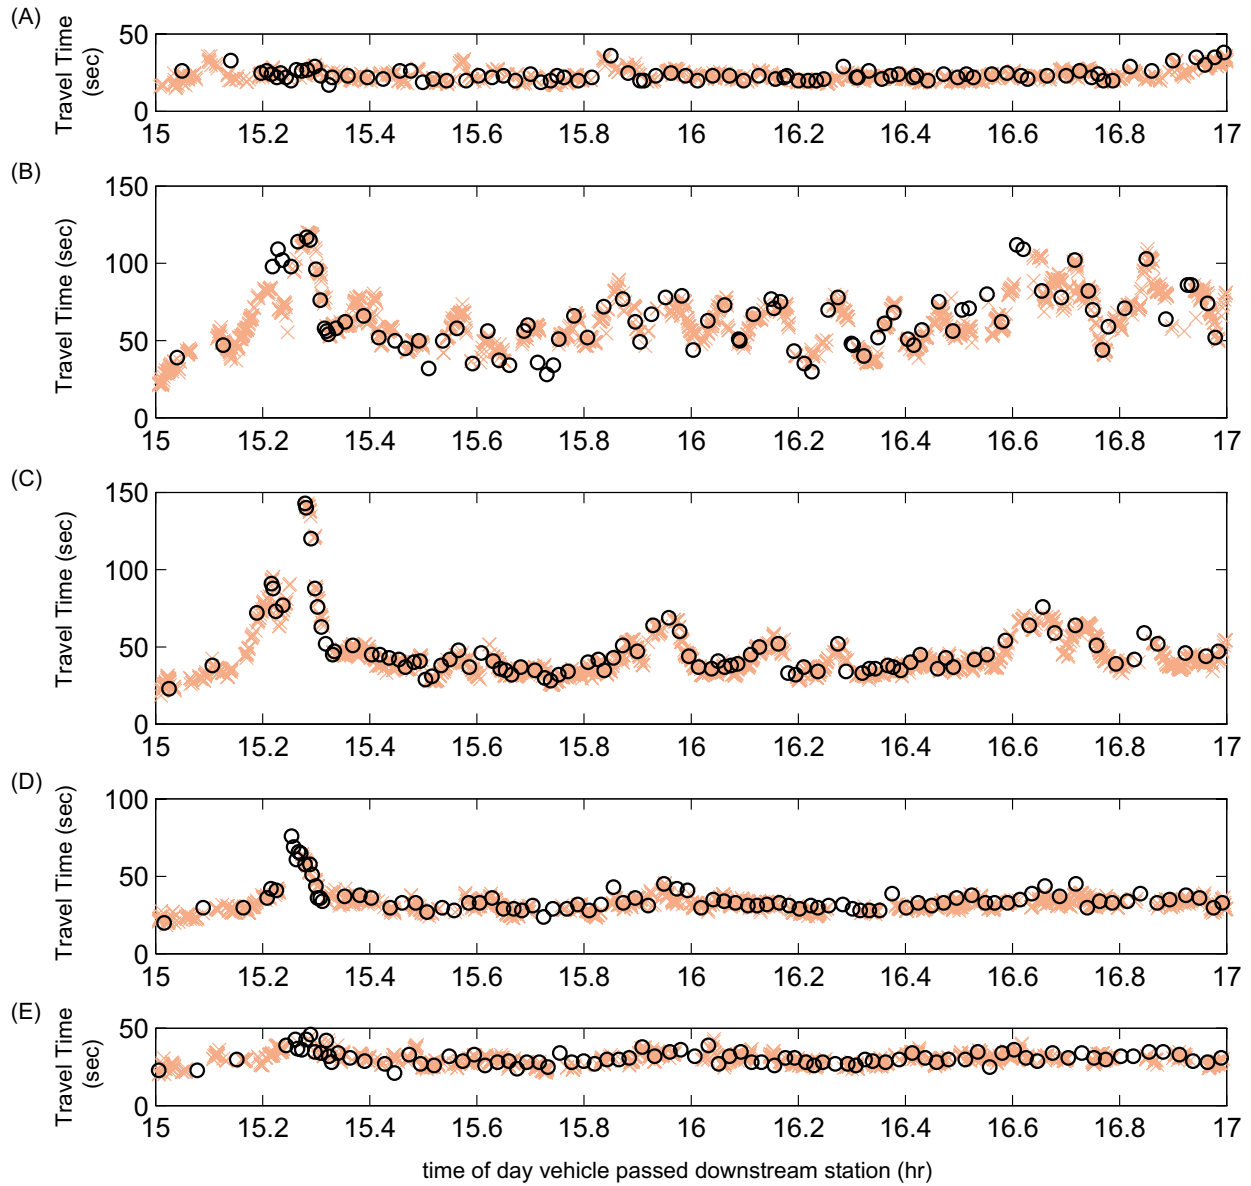 (A)
Travel Time
(sec)
50
0
15 15.2 15.4 15.6 15.8 16 16.2 16.4 16.6 16.8 17
(B)
Travel Time (sec)
150
100
50
0
15 15.2 15.4 15.6 15.8 16 16.2 16.4 16.6 16.8 17
(C)
Travel Time (sec)
150
100
50
0
15 15.2 15.4 15.6 15.8 16 16.2 16.4 16.6 16.8 17
(D)
Travel Time (sec)
100
50
0
15 15.2 15.4 15.6 15.8 16 16.2 16.4 16.6 16.8 17
(E)
Travel Time
(sec)
50
0
15 15.2 15.4 15.6 15.8 16 16.2 16.4 16.6 16.8 17
time of day vehicle passed downstream station (hr)